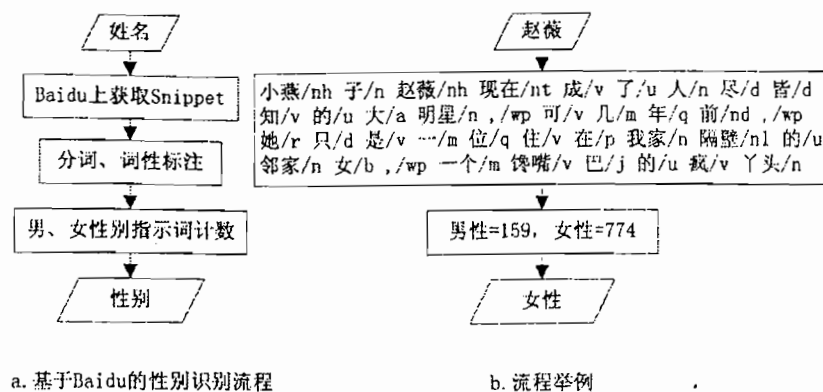 姓名
Baidu上获取Snippet
分词、词性标注
男、女性别指示词计数
性别
a. 基于Baidu的性别识别流程
赵薇
小燕/nh 子/n 赵薇/nh 现在/nt 成/v 了/u 人/n 尽/d 皆/d
知/v 的/u 大/a 明星/n ,/wp 可/v 几/m 年/q 前/nd ,/wp
她/r 只/d 是/v 一/m 位/q 住/v 在/p 我家/n 隔壁/nl 的/u
邻家/n 女/b ,/wp 一个/m 馋嘴/v 巴/j 的/u 疯/v 丫头/n
男性=159, 女性=774
女性
b. 流程举例